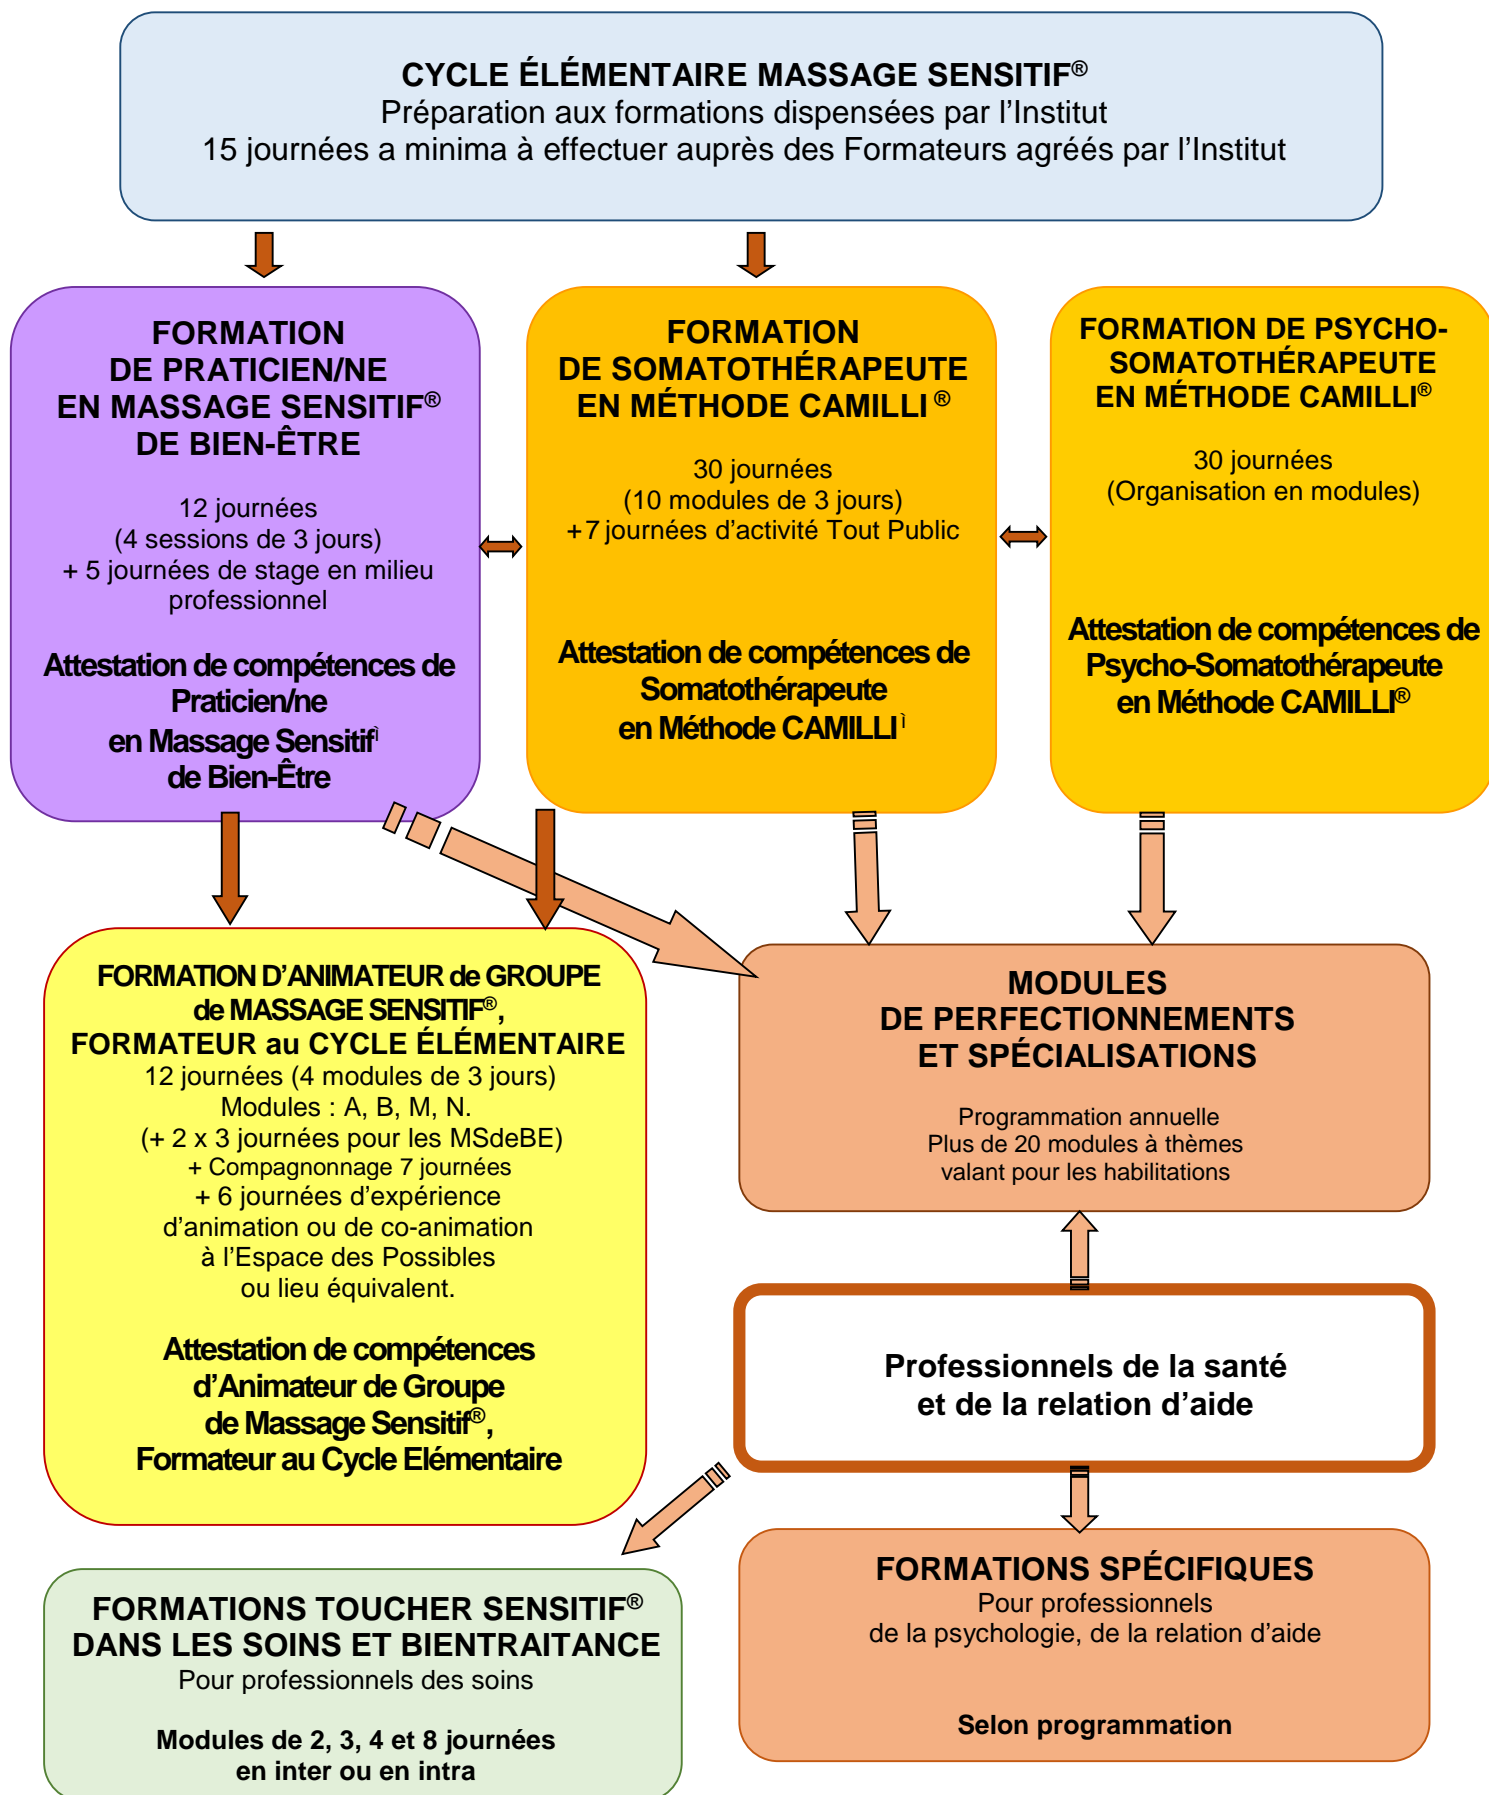 CYCLE ÉLÉMENTAIRE MASSAGE SENSITIF®
Préparation aux formations dispensées par l’Institut
15 journées a minima à effectuer auprès des Formateurs agréés par l’Institut
FORMATION
DE PRATICIEN/NE
EN MASSAGE SENSITIF®
DE BIEN-ÊTRE
12 journées
(4 sessions de 3 jours)
+ 5 journées de stage en milieu
professionnel
Attestation de compétences de
Praticien/ne
en Massage Sensitifì
de Bien-Être
FORMATION
DE SOMATOTHÉRAPEUTE
EN MÉTHODE CAMILLI ®
30 journées
(10 modules de 3 jours)
+7 journées d’activité Tout Public
Attestation de compétences de
Somatothérapeute
en Méthode CAMILLI ì
FORMATION DE PSYCHO-
SOMATOTHÉRAPEUTE
EN MÉTHODE CAMILLI®
30 journées
(Organisation en modules)
Attestation de compétences de
Psycho-Somatothérapeute
en Méthode CAMILLI®
FORMATION D’ANIMATEUR de GROUPE
de MASSAGE SENSITIF®,
FORMATEUR au CYCLE ÉLÉMENTAIRE
12 journées (4 modules de 3 jours)
Modules : A, B, M, N.
(+ 2 x 3 journées pour les MSdeBE)
+ Compagnonnage 7 journées
+ 6 journées d’expérience
d’animation ou de co-animation
à l’Espace des Possibles
ou lieu équivalent.
Attestation de compétences
d’Animateur de Groupe
de Massage Sensitif®,
Formateur au Cycle Elémentaire
MODULES
DE PERFECTIONNEMENTS
ET SPÉCIALISATIONS
Programmation annuelle
Plus de 20 modules à thèmes
valant pour les habilitations
Professionnels de la santé
et de la relation d’aide
FORMATIONS TOUCHER SENSITIF®
DANS LES SOINS ET BIENTRAITANCE
Pour professionnels des soins
Modules de 2, 3, 4 et 8 journées
en inter ou en intra
FORMATIONS SPÉCIFIQUES
Pour professionnels
de la psychologie, de la relation d’aide
Selon programmation